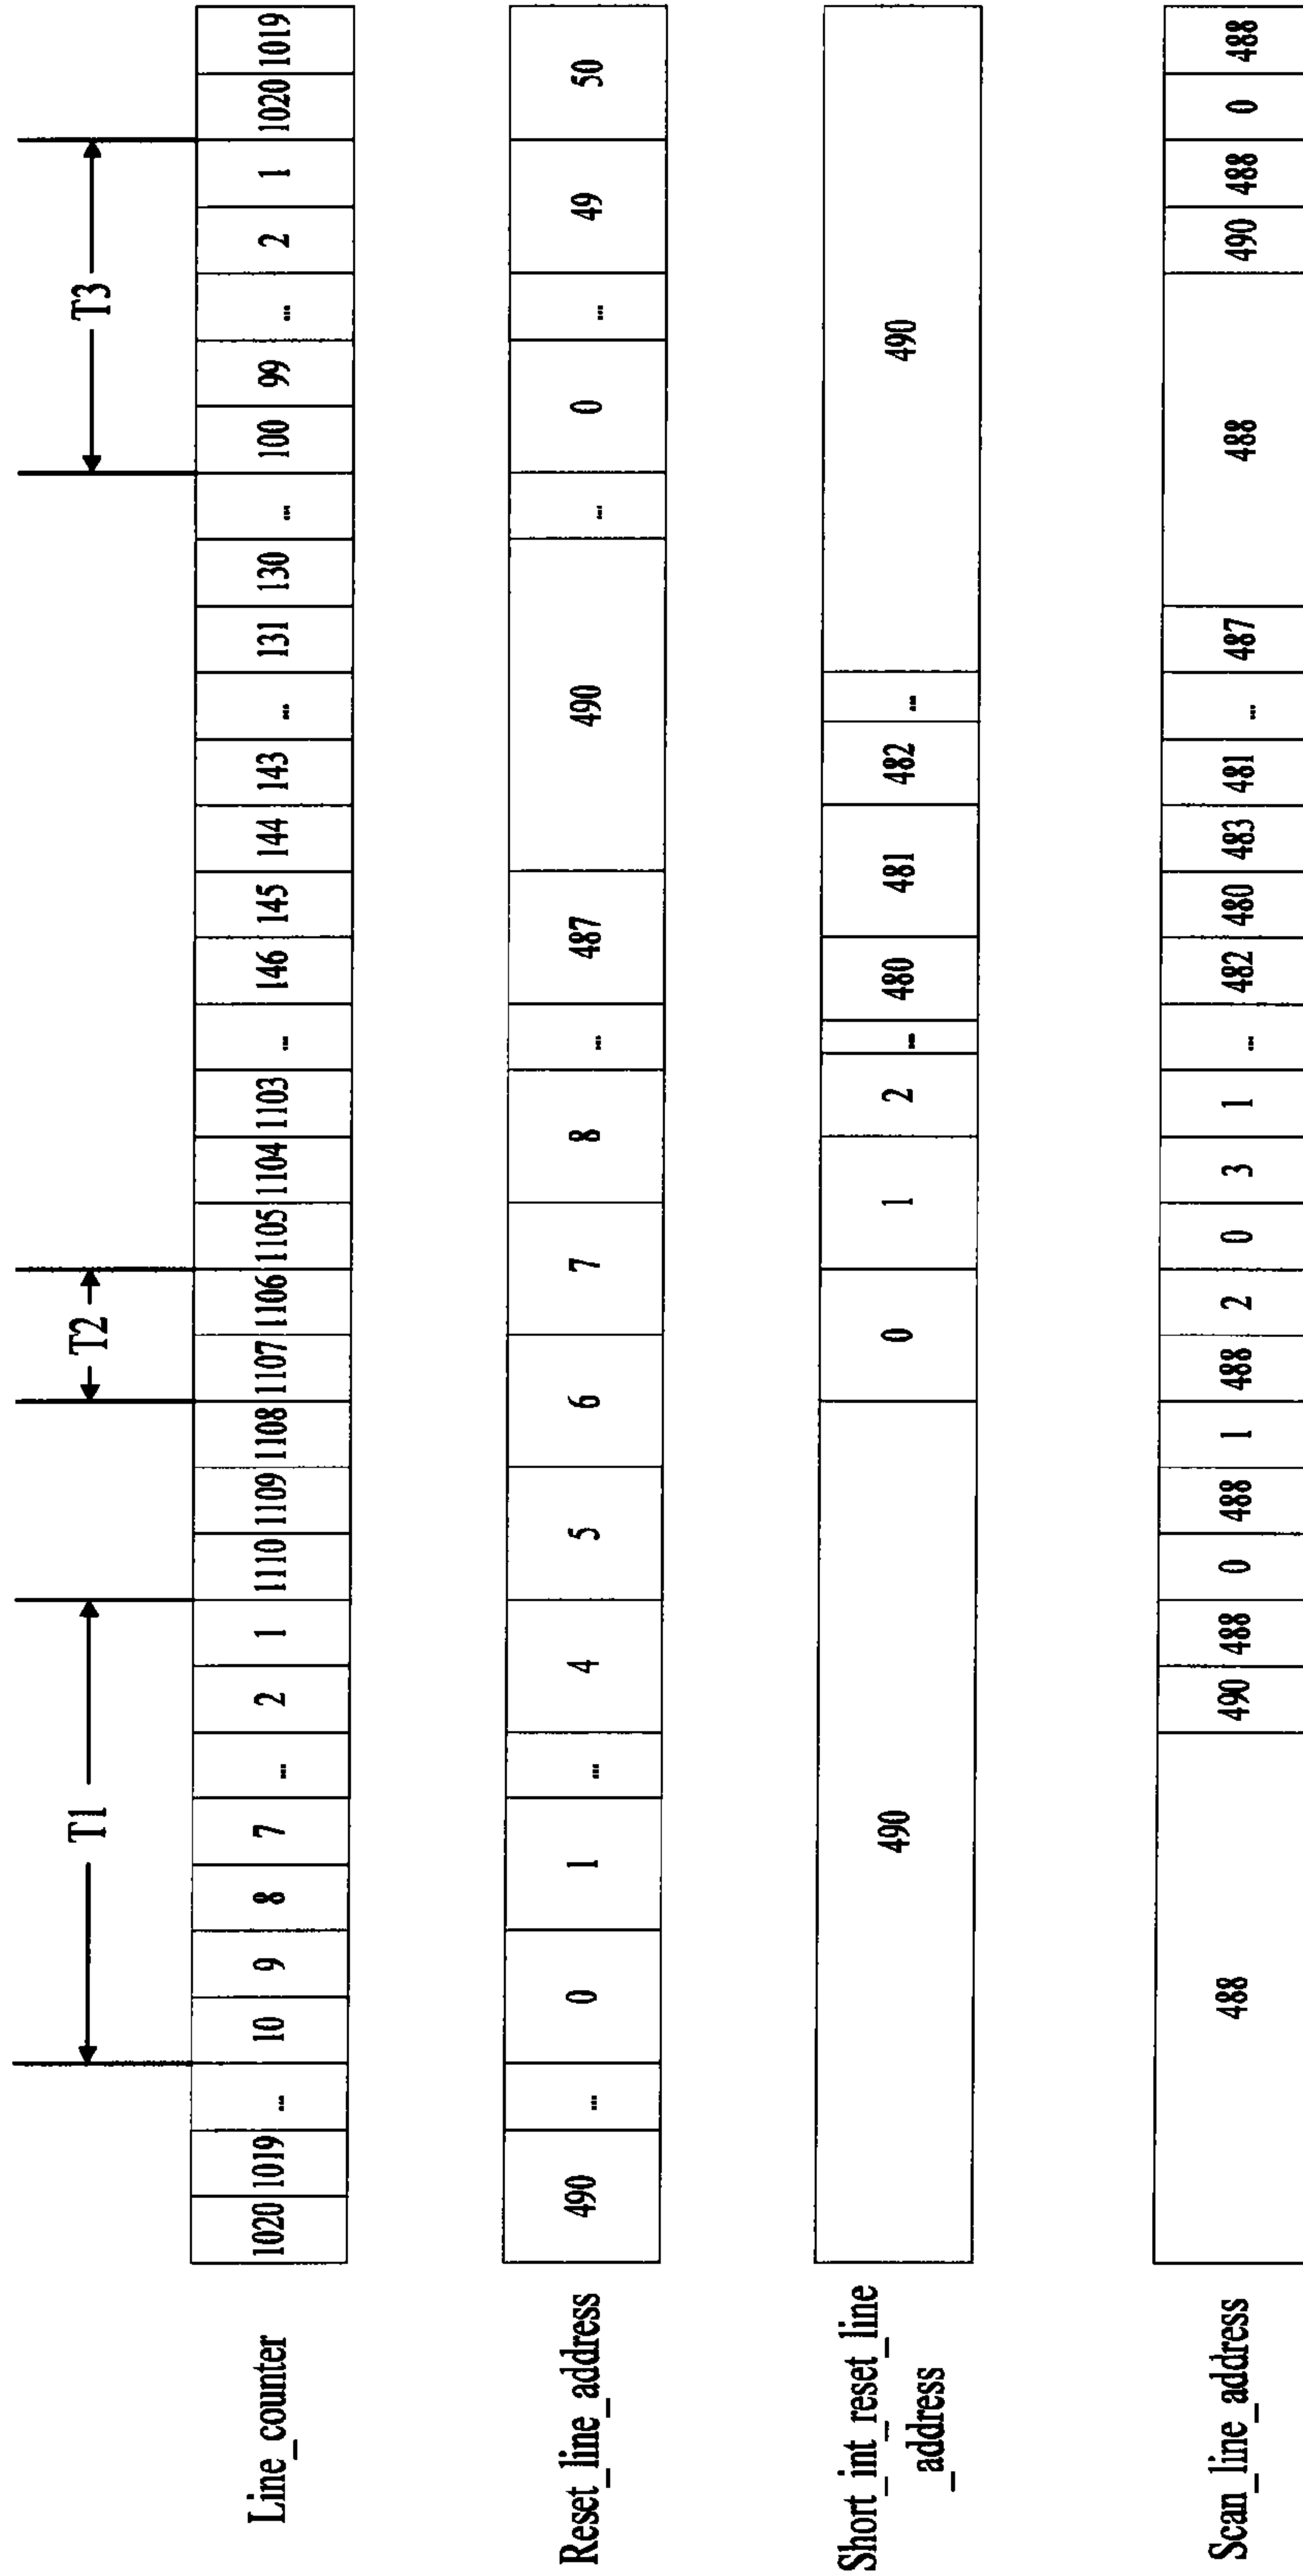 T1 T2 T3
Line_counter
1020 1019 ... 10 9 8 7 ... 2 1 1110 1109 1108 1107 1106 1105 1104 1103 ... 146 145 144 143 ... 131 130 ... 100 99 ... 2 1 1020 1019
Reset_line_address
490 ... 0 1 ... 4 5 6 7 8 ... 487 490 ... 0 ... 49 50
Short_int_reset_line
_address
490 0 1 2 ... 480 481 482 ... 490
Scan_line_address
488 490 488 0 488 1 488 2 0 3 1 ... 482 480 483 481 ... 487 488 490 488 0 488